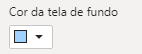 Cor da tela de fundo